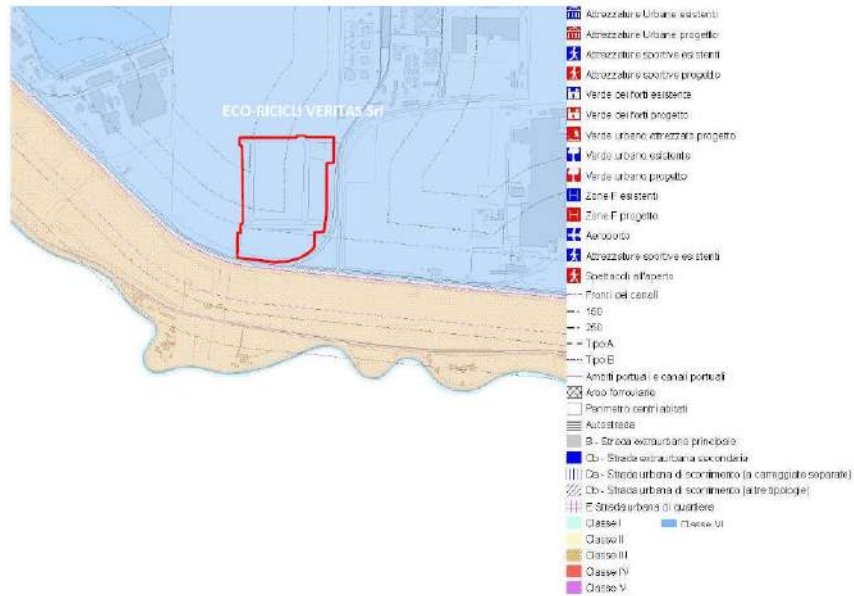 ECO-RICICLI VERITAS Srl
Attrezzature Urbane esistenti
Attrezzature Urbane progetto
Attrezzature sportive esistenti
Attrezzature sportive progetto
Verde dei forti esistente
Verde dei forti progetto
Verde urbano attrezzato progetto
Verde urbano esistente
Verde urbano progetto
Zone F esistenti
Zone F progetto
Aeroporto
Attrezzature sportive esistenti
Spettacoli all'aperto
Fronti dei canali
150
250
Tipo A
Tipo B
Ambiti portuali e canali portuali
Arco ferroviario
Perimetro centri abitati
Autostrada
B - Strada extraurbana principale
Cb - Strada extraurbana secondaria
Da - Strada urbana di scorrimento (a carreggiate separate)
Db - Strada urbana di scorrimento (altre tipologie)
E Strada urbana di quartiere
Classe I
Classe VI
Classe II
Classe III
Classe IV
Classe V